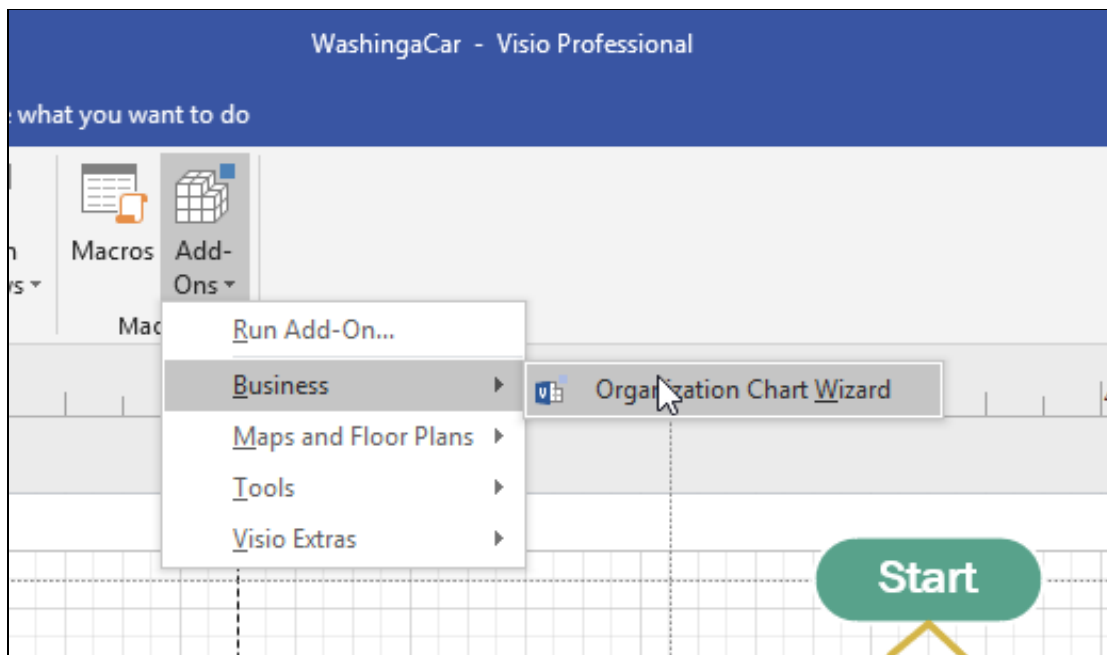 WashingaCar - Visio Professional
what you want to do
Macros
Add-
Ons
Run Add-On...
Business
Organization Chart Wizard
Maps and Floor Plans
Tools
Visio Extras
Start